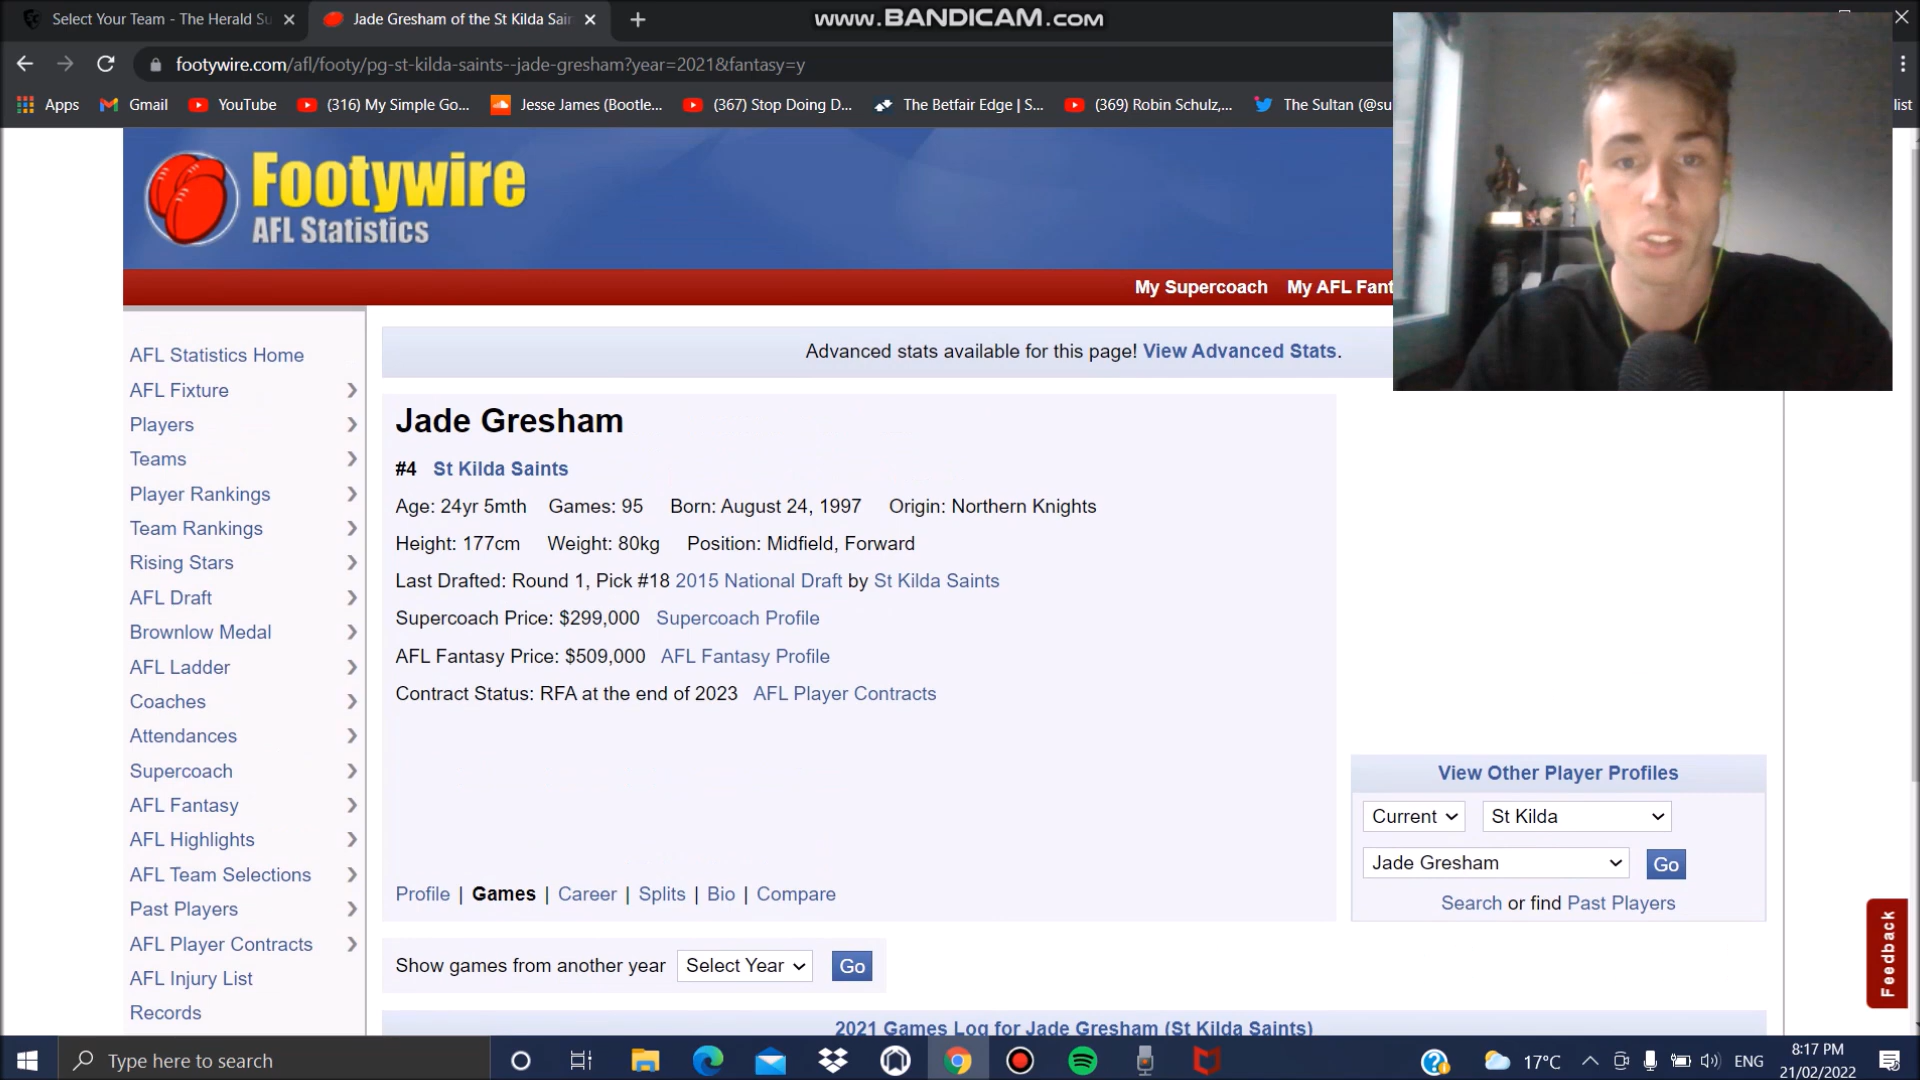 Select Your Team - The Herald Su
Jade Gresham of the St Kilda Sain
www.BANDICAM.com
footywire.com/afl/footy/pg-st-kilda-saints--jade-gresham?year=2021&fantasy=y
Apps Gmail YouTube (316) My Simple Go... Jesse James (Bootle... (367) Stop Doing D... The Betfair Edge | S... (369) Robin Schulz,... The Sultan (@su list
Footywire
AFL Statistics
My Supercoach My AFL Fant
Advanced stats available for this page! View Advanced Stats.
AFL Statistics Home
AFL Fixture
Players
Teams
Player Rankings
Team Rankings
Rising Stars
AFL Draft
Brownlow Medal
AFL Ladder
Coaches
Attendances
Supercoach
AFL Fantasy
AFL Highlights
AFL Team Selections
Past Players
AFL Player Contracts
AFL Injury List
Records
Jade Gresham
#4 St Kilda Saints
Age: 24yr 5mth Games: 95 Born: August 24, 1997 Origin: Northern Knights
Height: 177cm Weight: 80kg Position: Midfield, Forward
Last Drafted: Round 1, Pick #18 2015 National Draft by St Kilda Saints
Supercoach Price: $299,000 Supercoach Profile
AFL Fantasy Price: $509,000 AFL Fantasy Profile
Contract Status: RFA at the end of 2023 AFL Player Contracts
Profile | Games | Career | Splits | Bio | Compare
View Other Player Profiles
Current St Kilda
Jade Gresham Go
Search or find Past Players
Feedback
Show games from another year Select Year Go
2021 Games Log for Jade Gresham (St Kilda Saints)
Type here to search
17°C ENG
8:17 PM
21/02/2022